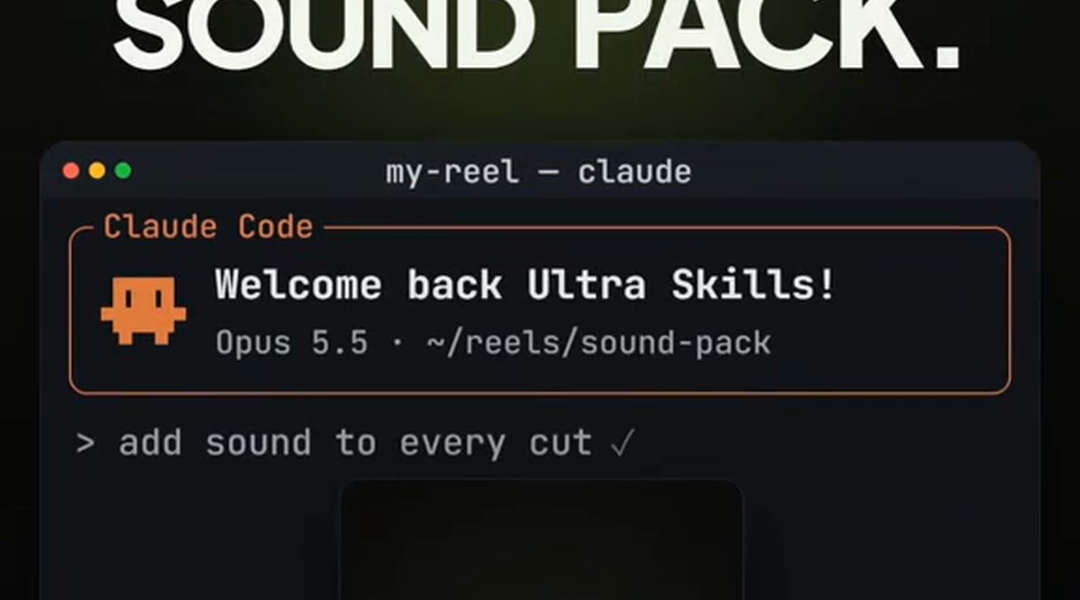 SOUND PACK.
my-reel — claude
Claude Code
Welcome back Ultra Skills!
Opus 5.5 · ~/reels/sound-pack
> add sound to every cut ✓